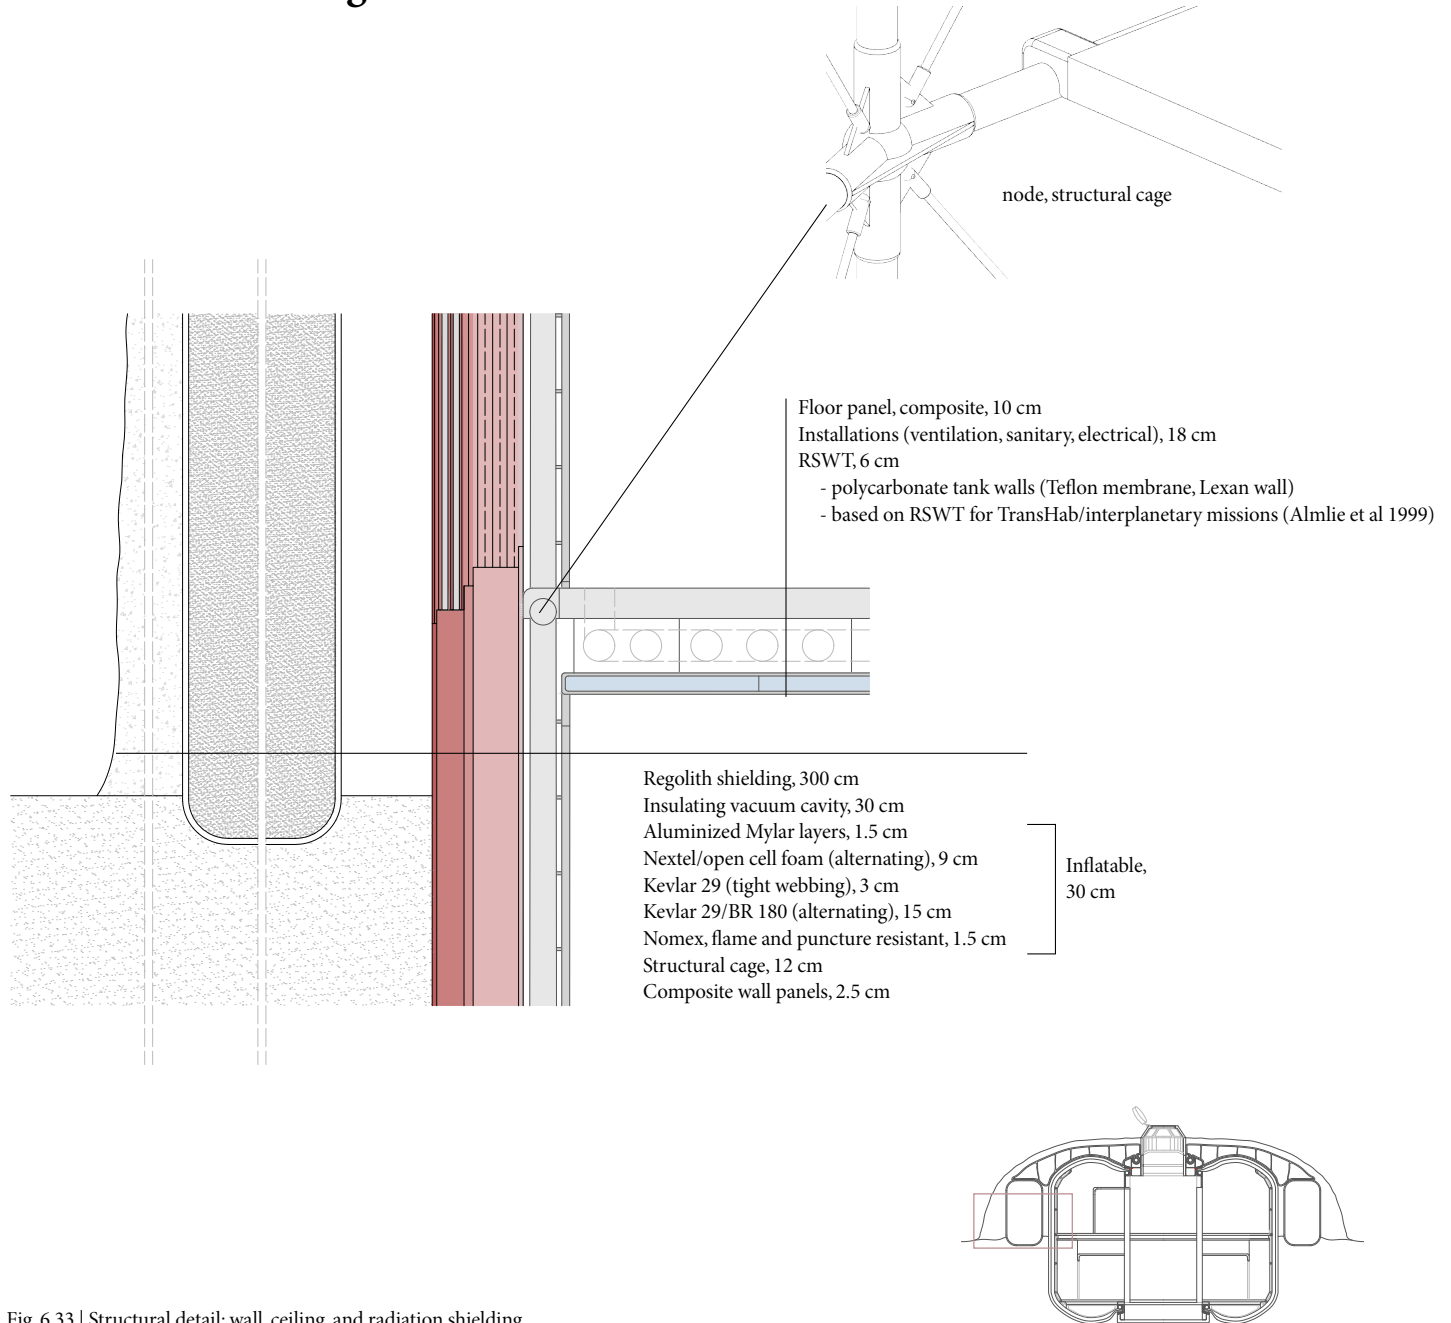 node, structural cage
Floor panel, composite, 10 cm
Installations (ventilation, sanitary, electrical), 18 cm
RSWT, 6 cm
- polycarbonate tank walls (Teflon membrane, Lexan wall)
- based on RSWT for TransHab/interplanetary missions (Almlie et al 1999)
Regolith shielding, 300 cm
Insulating vacuum cavity, 30 cm
Aluminized Mylar layers, 1.5 cm
Nextel/open cell foam (alternating), 9 cm
Kevlar 29 (tight webbing), 3 cm
Kevlar 29/BR 180 (alternating), 15 cm
Nomex, flame and puncture resistant, 1.5 cm
Structural cage, 12 cm
Composite wall panels, 2.5 cm
Inflatable,
30 cm
Fig. 6.33 | Structural detail: wall, ceiling, and radiation shielding